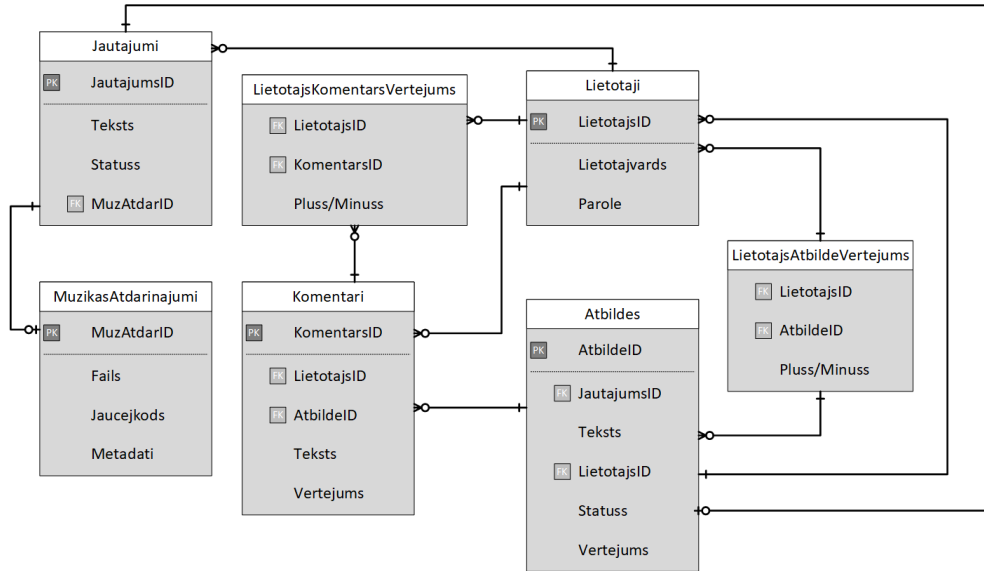 Jautajumi
PK JautajumsID
Teksts
Statuss
FK MuzAtdarID
LietotajsKomentarsVertejums
FK LietotajsID
FK KomentarsID
Pluss/Minuss
Lietotaji
PK LietotajsID
Lietotajvards
Parole
LietotajsAtbildeVertejums
FK LietotajsID
FK AtbildeID
Pluss/Minuss
MuzikasAtdarinajumi
PK MuzAtdarID
Fails
Jaucejkods
Metadati
Komentari
PK KomentarsID
FK LietotajsID
FK AtbildeID
Teksts
Vertejums
Atbildes
PK AtbildeID
FK JautajumsID
Teksts
FK LietotajsID
Statuss
Vertejums